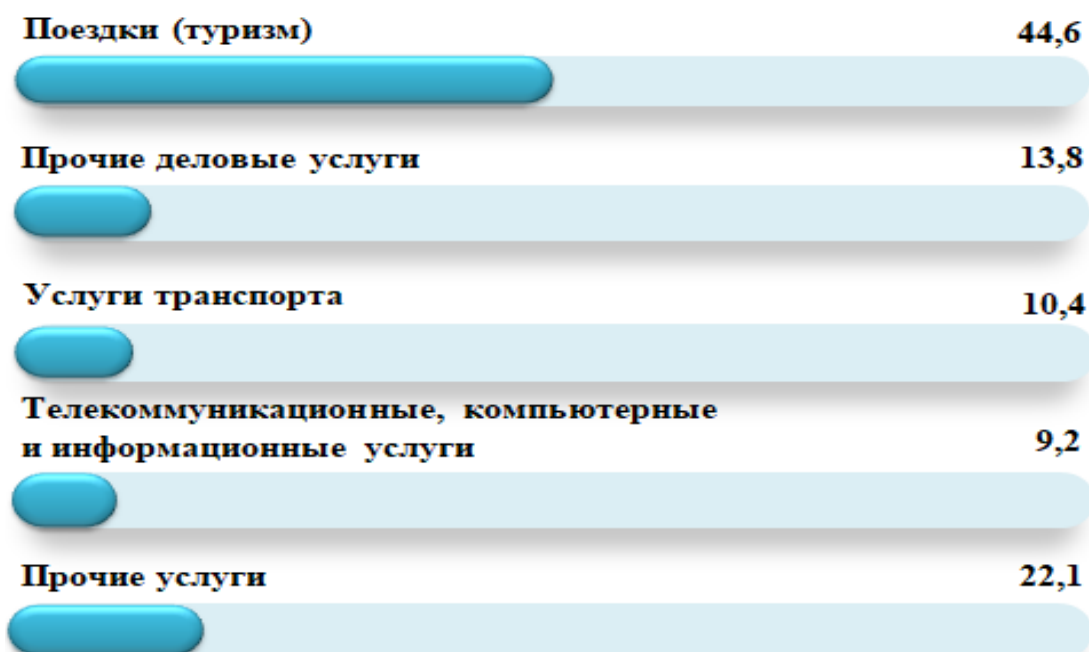 Поездки (туризм) 44,6
Прочие деловые услуги 13,8
Услуги транспорта 10,4
Телекоммуникационные, компьютерные
и информационные услуги 9,2
Прочие услуги 22,1